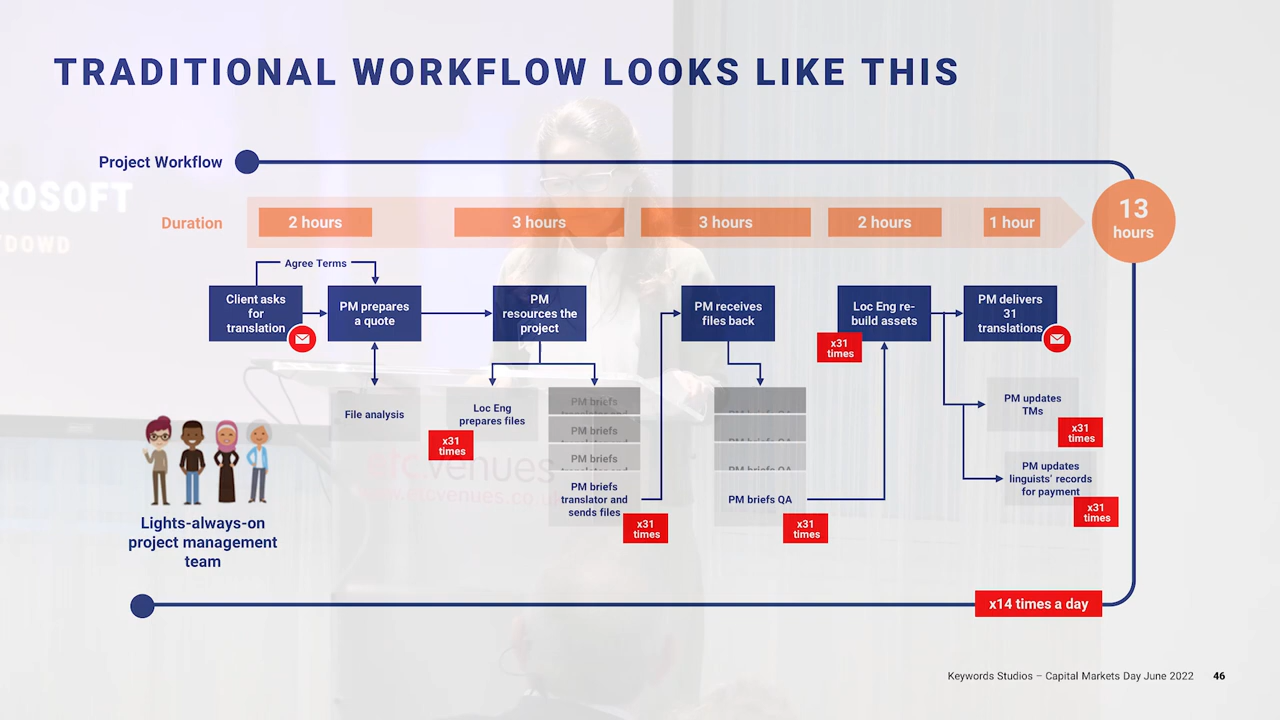 TRADITIONAL WORKFLOW LOOKS LIKE THIS
Project Workflow
Duration
2 hours
3 hours
3 hours
2 hours
1 hour
13
hours
Agree Terms
Client asks
for
translation
PM prepares
a quote
PM
resources the
project
PM receives
files back
Loc Eng re-
build assets
x31
times
PM delivers
31
translations
File analysis
Loc Eng
prepares files
x31
times
PM briefs
PM briefs
PM briefs
PM briefs
translator and
sends files
x31
times
PM briefs QA
x31
times
PM updates
TMs
x31
times
PM updates
linguists' records
for payment
x31
times
Lights-always-on
project management
team
x14 times a day
Keywords Studios – Capital Markets Day June 2022
46
ROSOFT
DOWD
venues